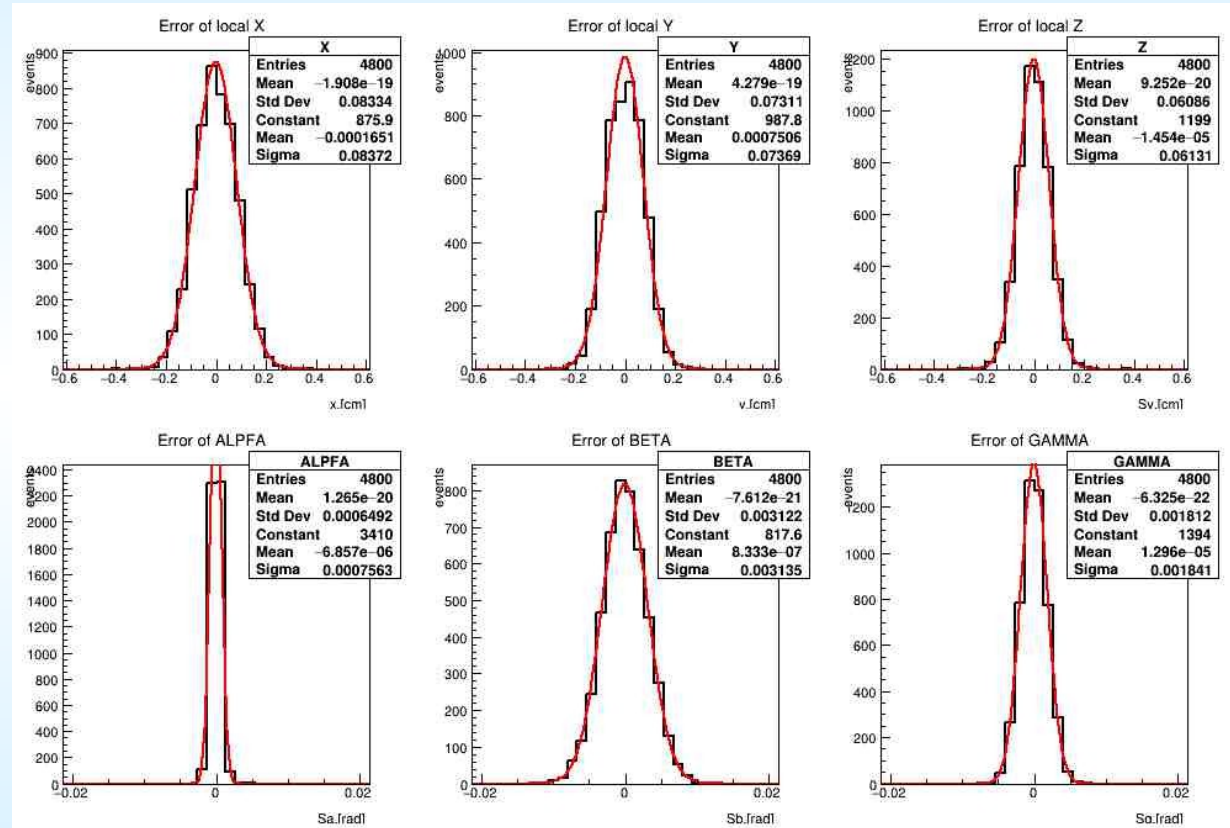 Error of local X
X
Entries 4800
Mean −1.908e−19
Std Dev 0.08334
Constant 875.9
Mean −0.0001651
Sigma 0.08372
events
900
800
700
600
500
400
300
200
100
0
−0.6 −0.4 −0.2 0 0.2 0.4 0.6
x,[cm]
Error of local Y
Y
Entries 4800
Mean 4.279e−19
Std Dev 0.07311
Constant 987.8
Mean 0.0007506
Sigma 0.07369
events
1000
800
600
400
200
0
−0.6 −0.4 −0.2 0 0.2 0.4 0.6
y,[cm]
Error of local Z
Z
Entries 4800
Mean 9.252e−20
Std Dev 0.06086
Constant 1199
Mean −1.454e−05
Sigma 0.06131
events
1200
1000
800
600
400
200
0
−0.6 −0.4 −0.2 0 0.2 0.4 0.6
Error of ALPFA
ALPFA
Entries 4800
Mean 1.265e−20
Std Dev 0.0006492
Constant 3410
Mean −6.857e−06
Sigma 0.0007563
events
2400
2200
2000
1800
1600
1400
1200
1000
800
600
400
200
0
−0.02 0 0.02
Sa,[rad]
Error of BETA
BETA
Entries 4800
Mean −7.612e−21
Std Dev 0.003122
Constant 817.6
Mean 8.333e−07
Sigma 0.003135
events
800
700
600
500
400
300
200
100
0
−0.02 0 0.02
Sb,[rad]
Error of GAMMA
GAMMA
Entries 4800
Mean −6.325e−22
Std Dev 0.001812
Constant 1394
Mean 1.296e−05
Sigma 0.001841
events
1200
1000
800
600
400
200
0
−0.02 0 0.02